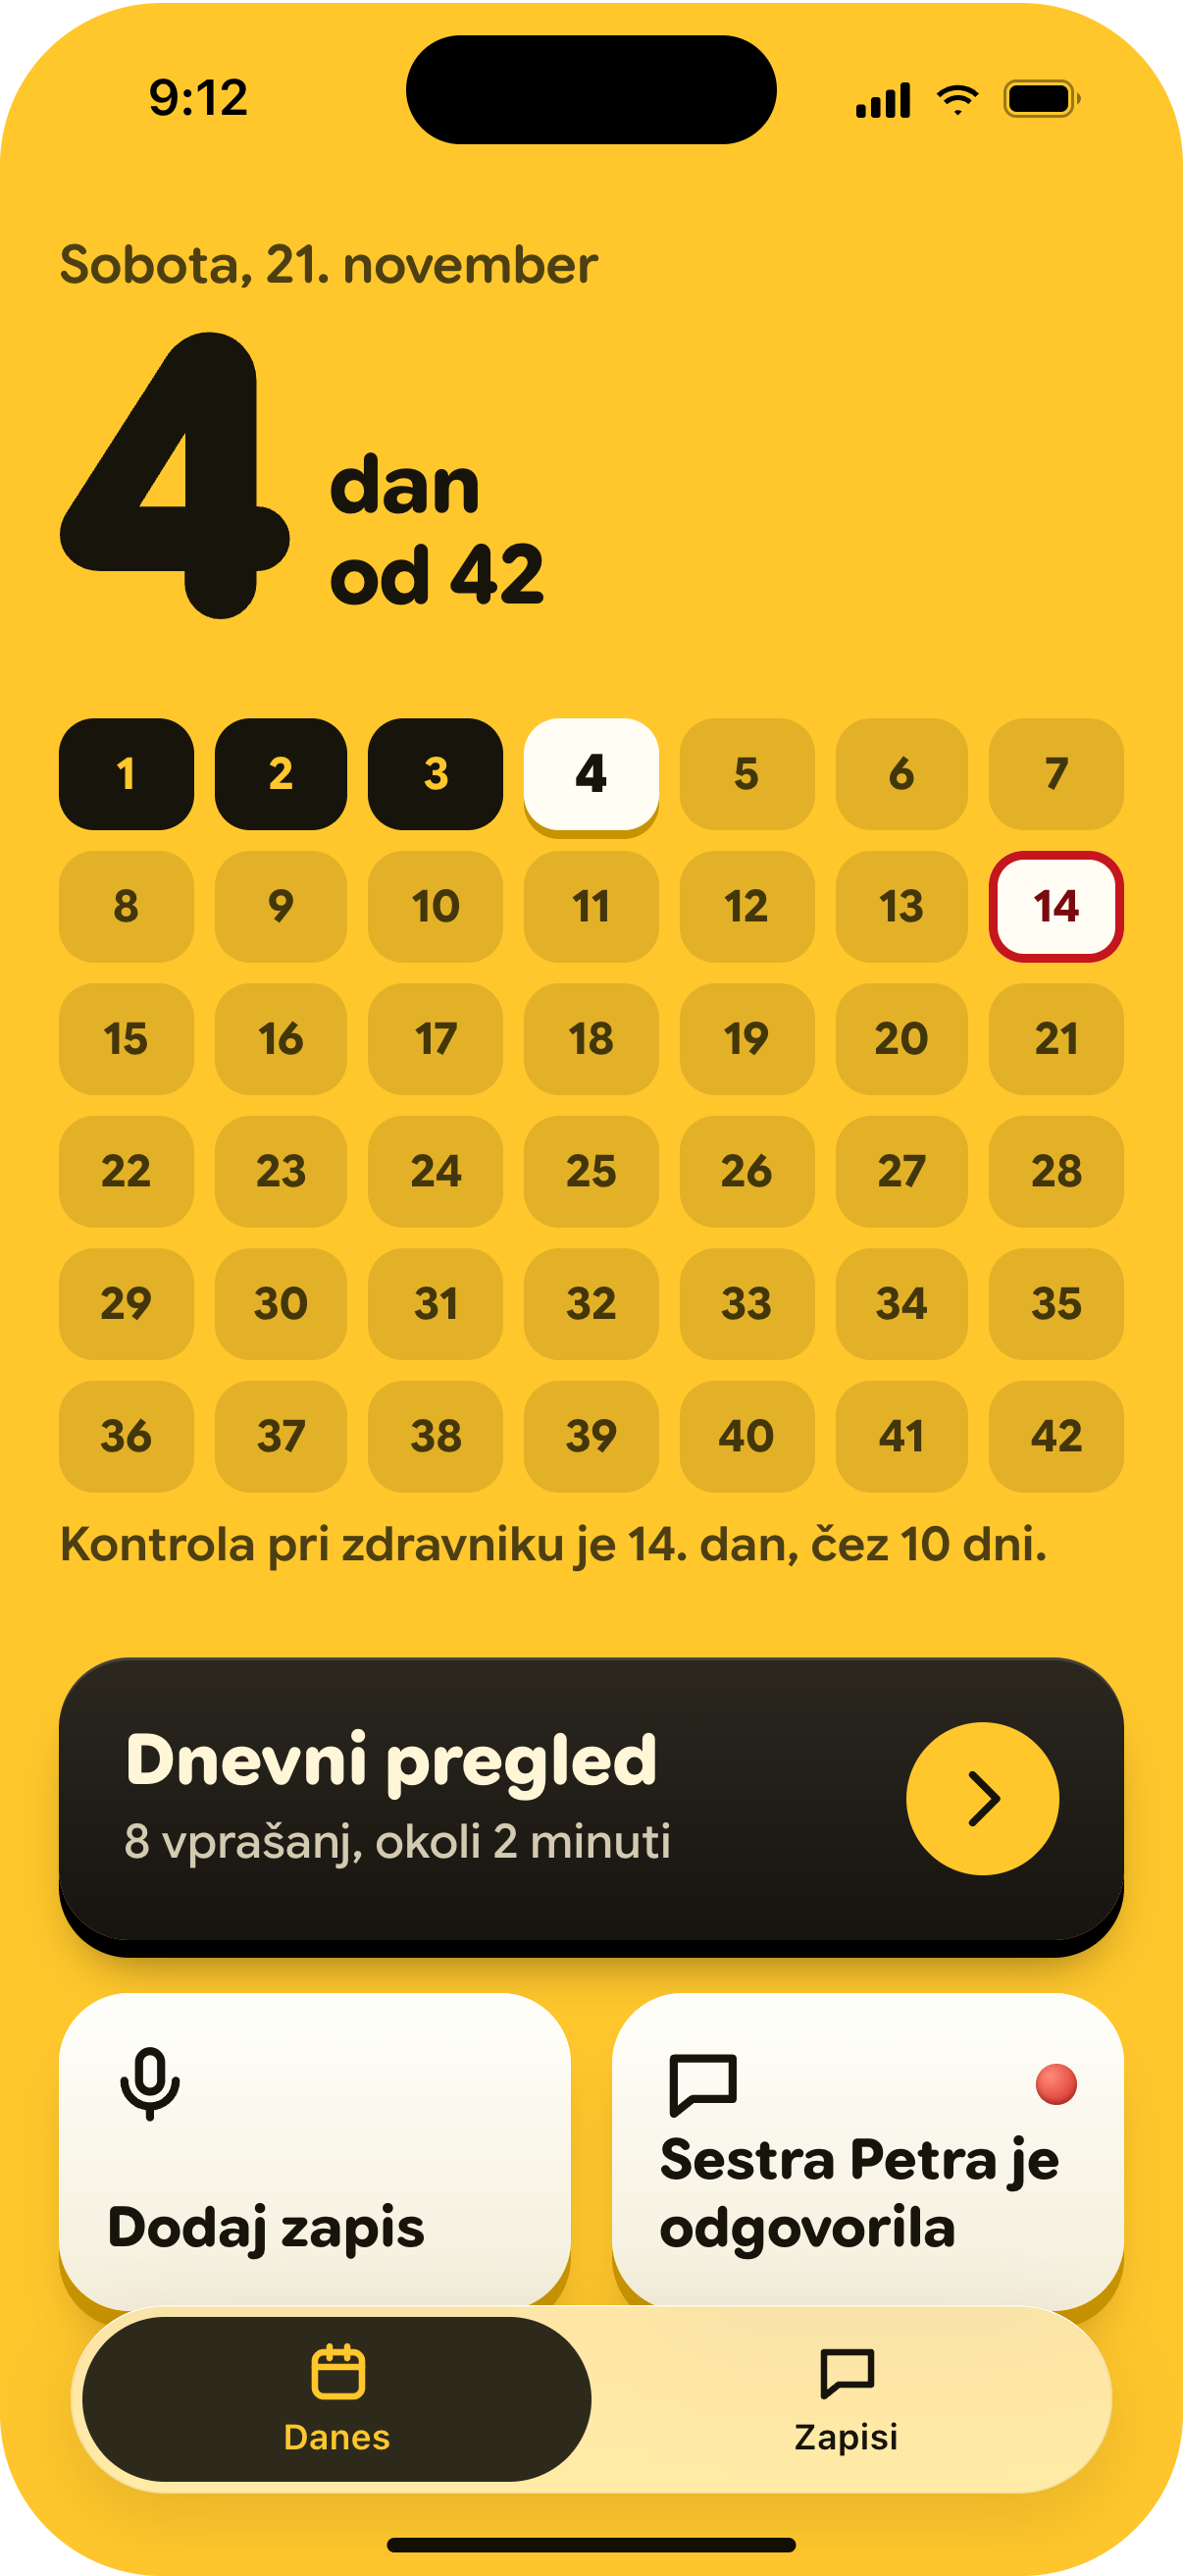 9:12
Sobota, 21. november
4
dan
od 42
1 2 3 4 5 6 7
8 9 10 11 12 13 14
15 16 17 18 19 20 21
22 23 24 25 26 27 28
29 30 31 32 33 34 35
36 37 38 39 40 41 42
Kontrola pri zdravniku je 14. dan, čez 10 dni.
Dnevni pregled
8 vprašanj, okoli 2 minuti
Dodaj zapis
Sestra Petra je
odgovorila
Danes
Zapisi